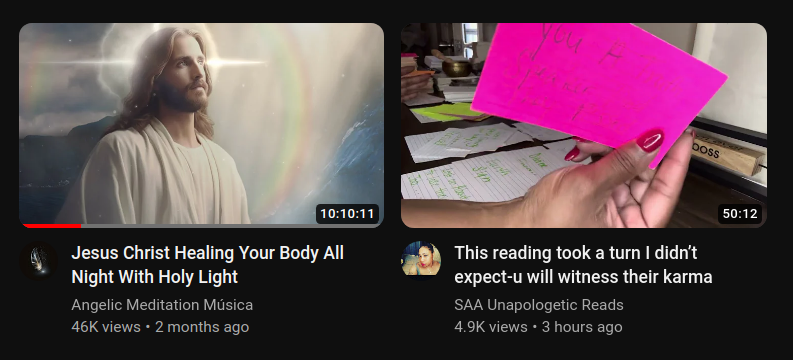 10:10:11
Jesus Christ Healing Your Body All
Night With Holy Light
Angelic Meditation Música
46K views • 2 months ago
you
BOSS
50:12
This reading took a turn I didn’t
expect-u will witness their karma
SAA Unapologetic Reads
4.9K views • 3 hours ago